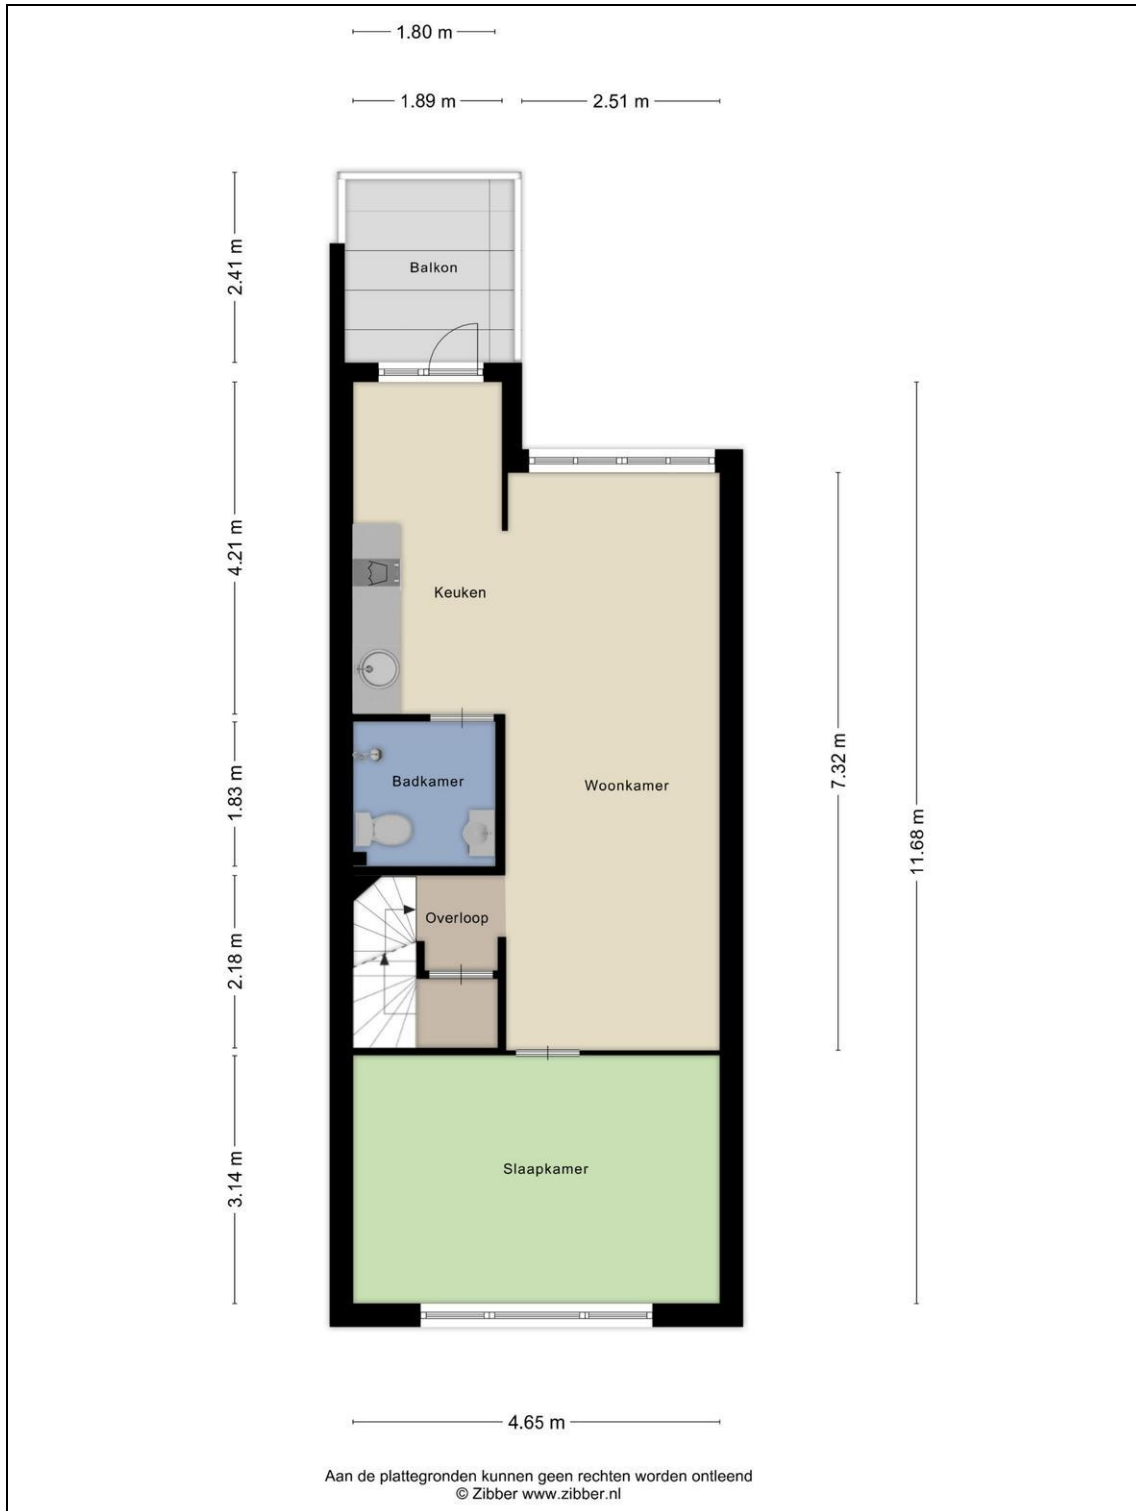 1.80 m
1.89 m
2.51 m
2.41 m
Balkon
4.21 m
Keuken
7.32 m
11.68 m
1.83 m
Badkamer
Woonkamer
2.18 m
Overloop
3.14 m
Slaapkamer
4.65 m
Aan de plattegronden kunnen geen rechten worden ontleend
© Zibber www.zibber.nl